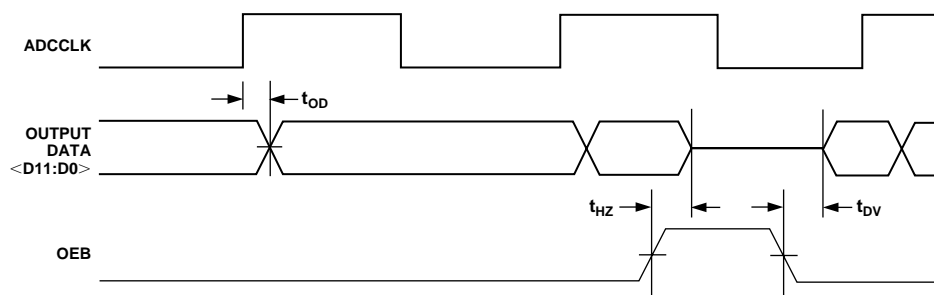 ADCCLK
tOD
OUTPUT
DATA
<D11:D0>
tHZ
tDV
OEB